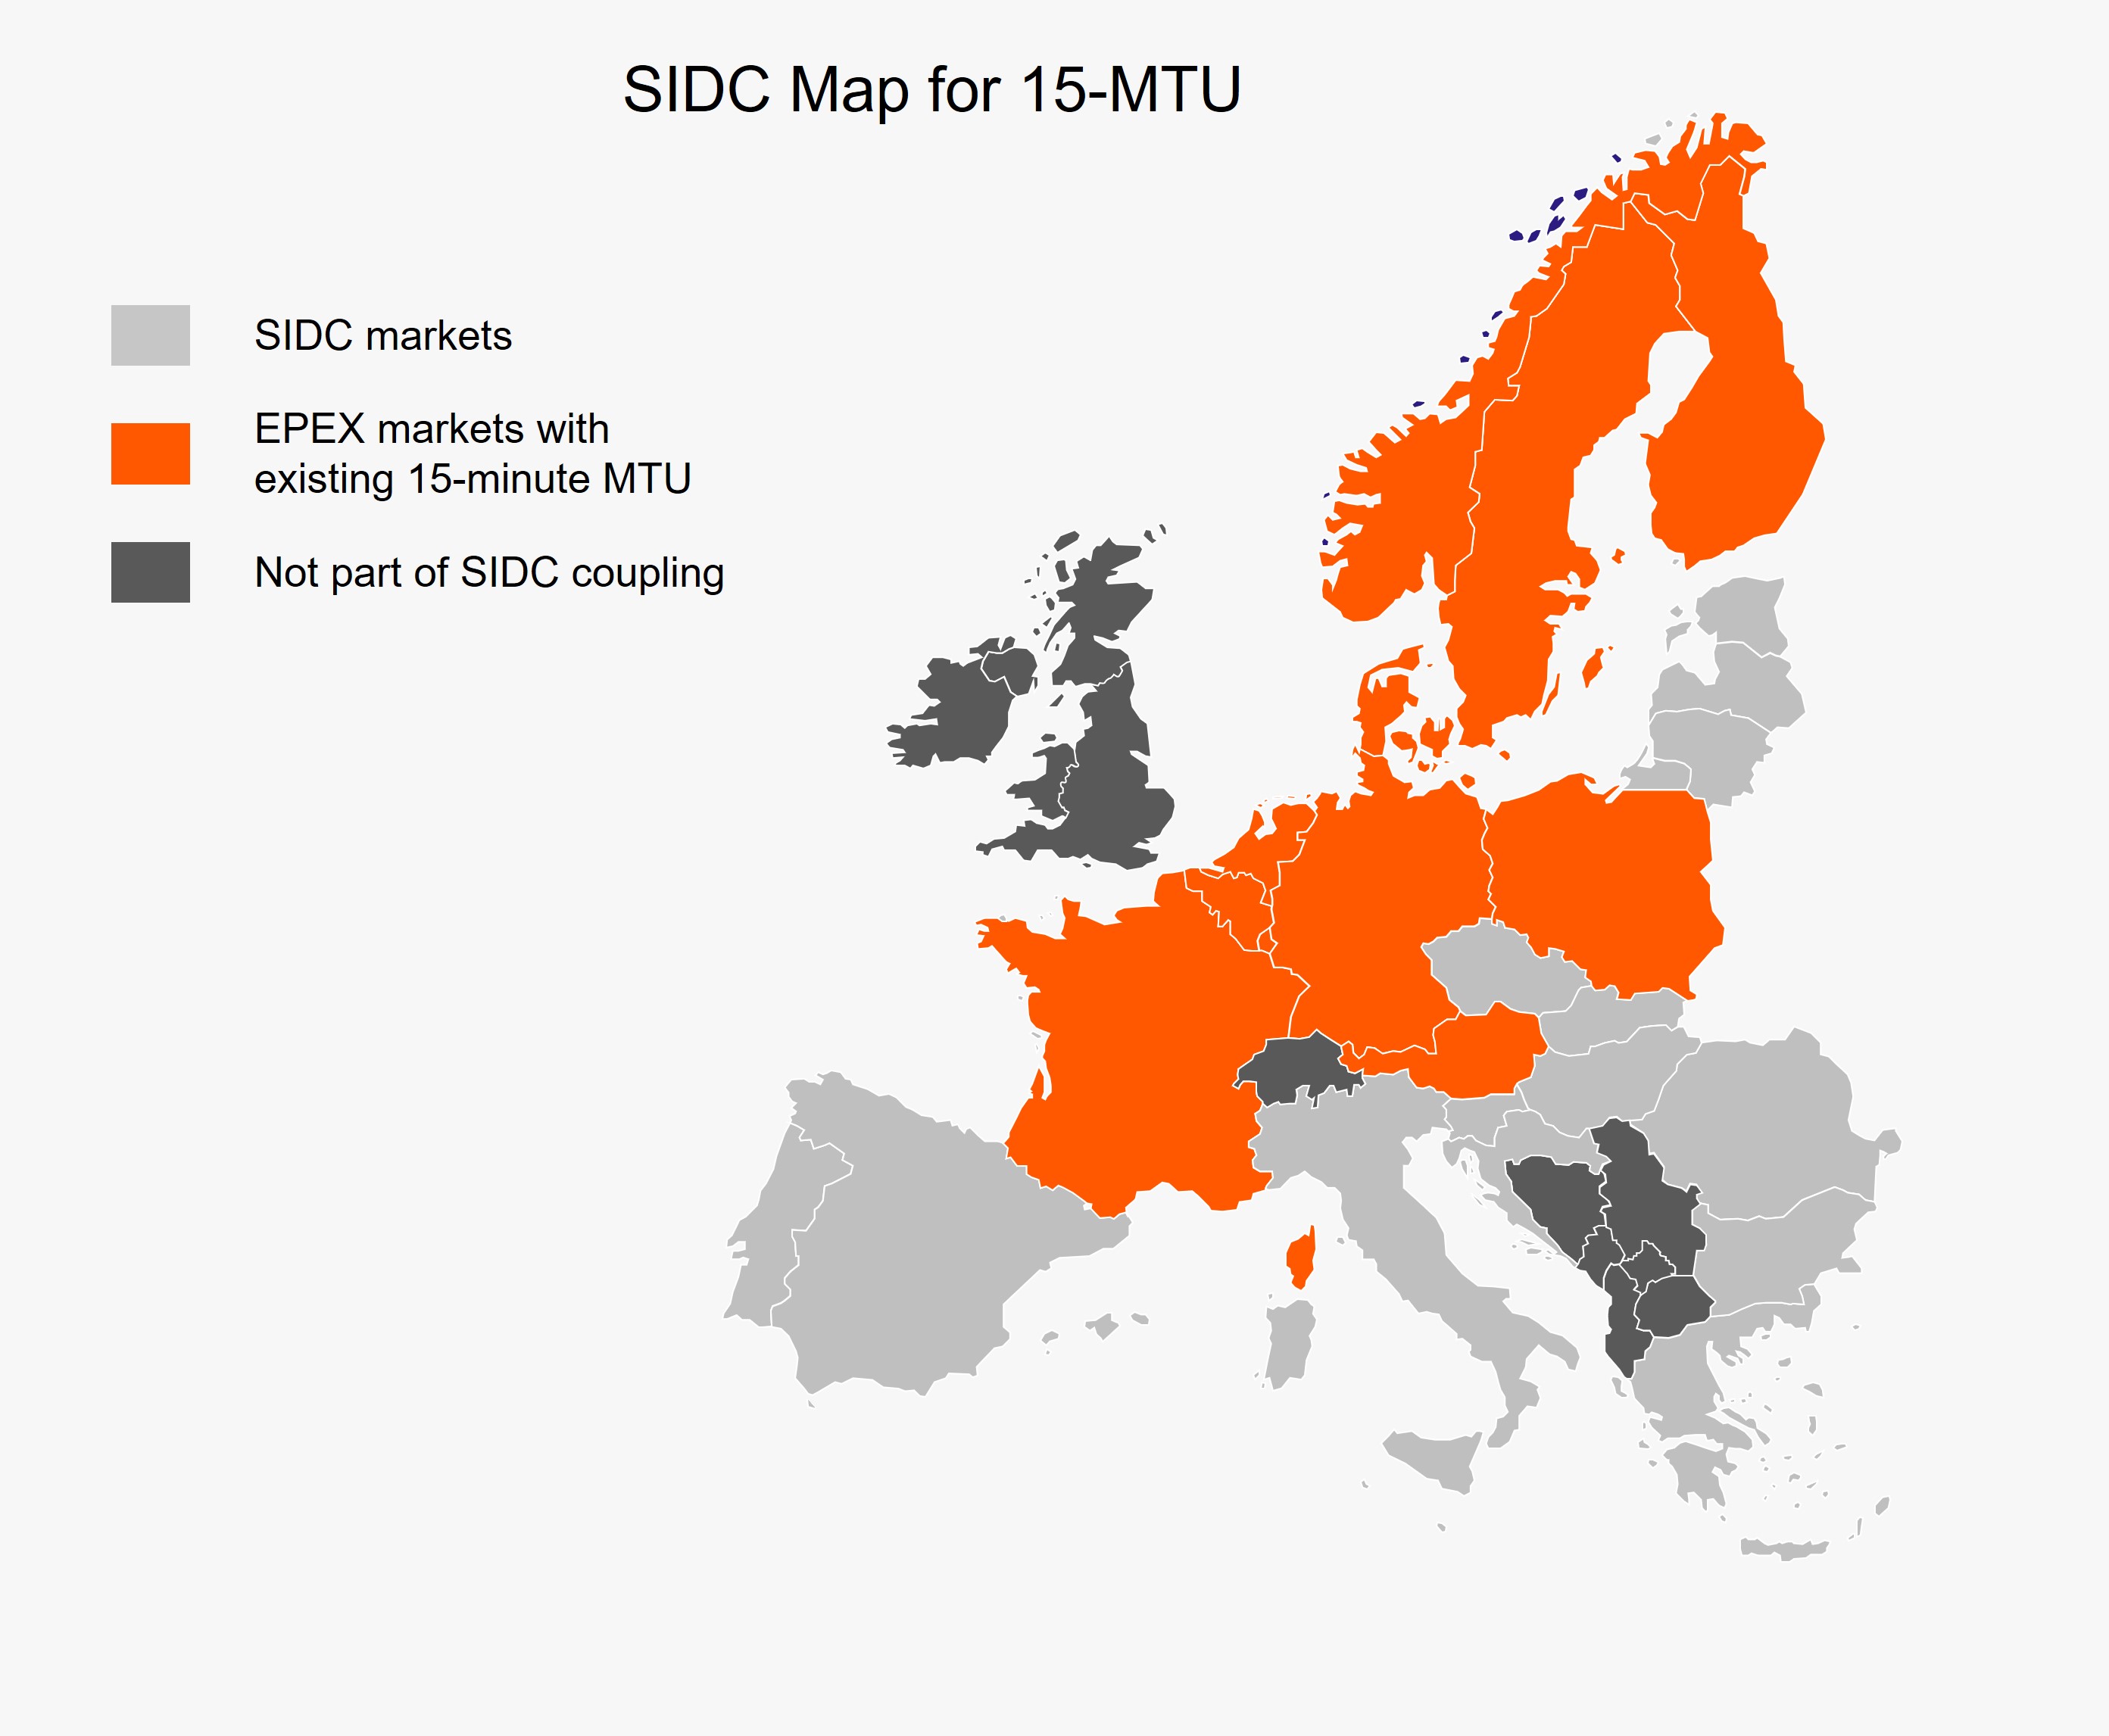 SIDC Map for 15-MTU
SIDC markets
EPEX markets with
existing 15-minute MTU
Not part of SIDC coupling